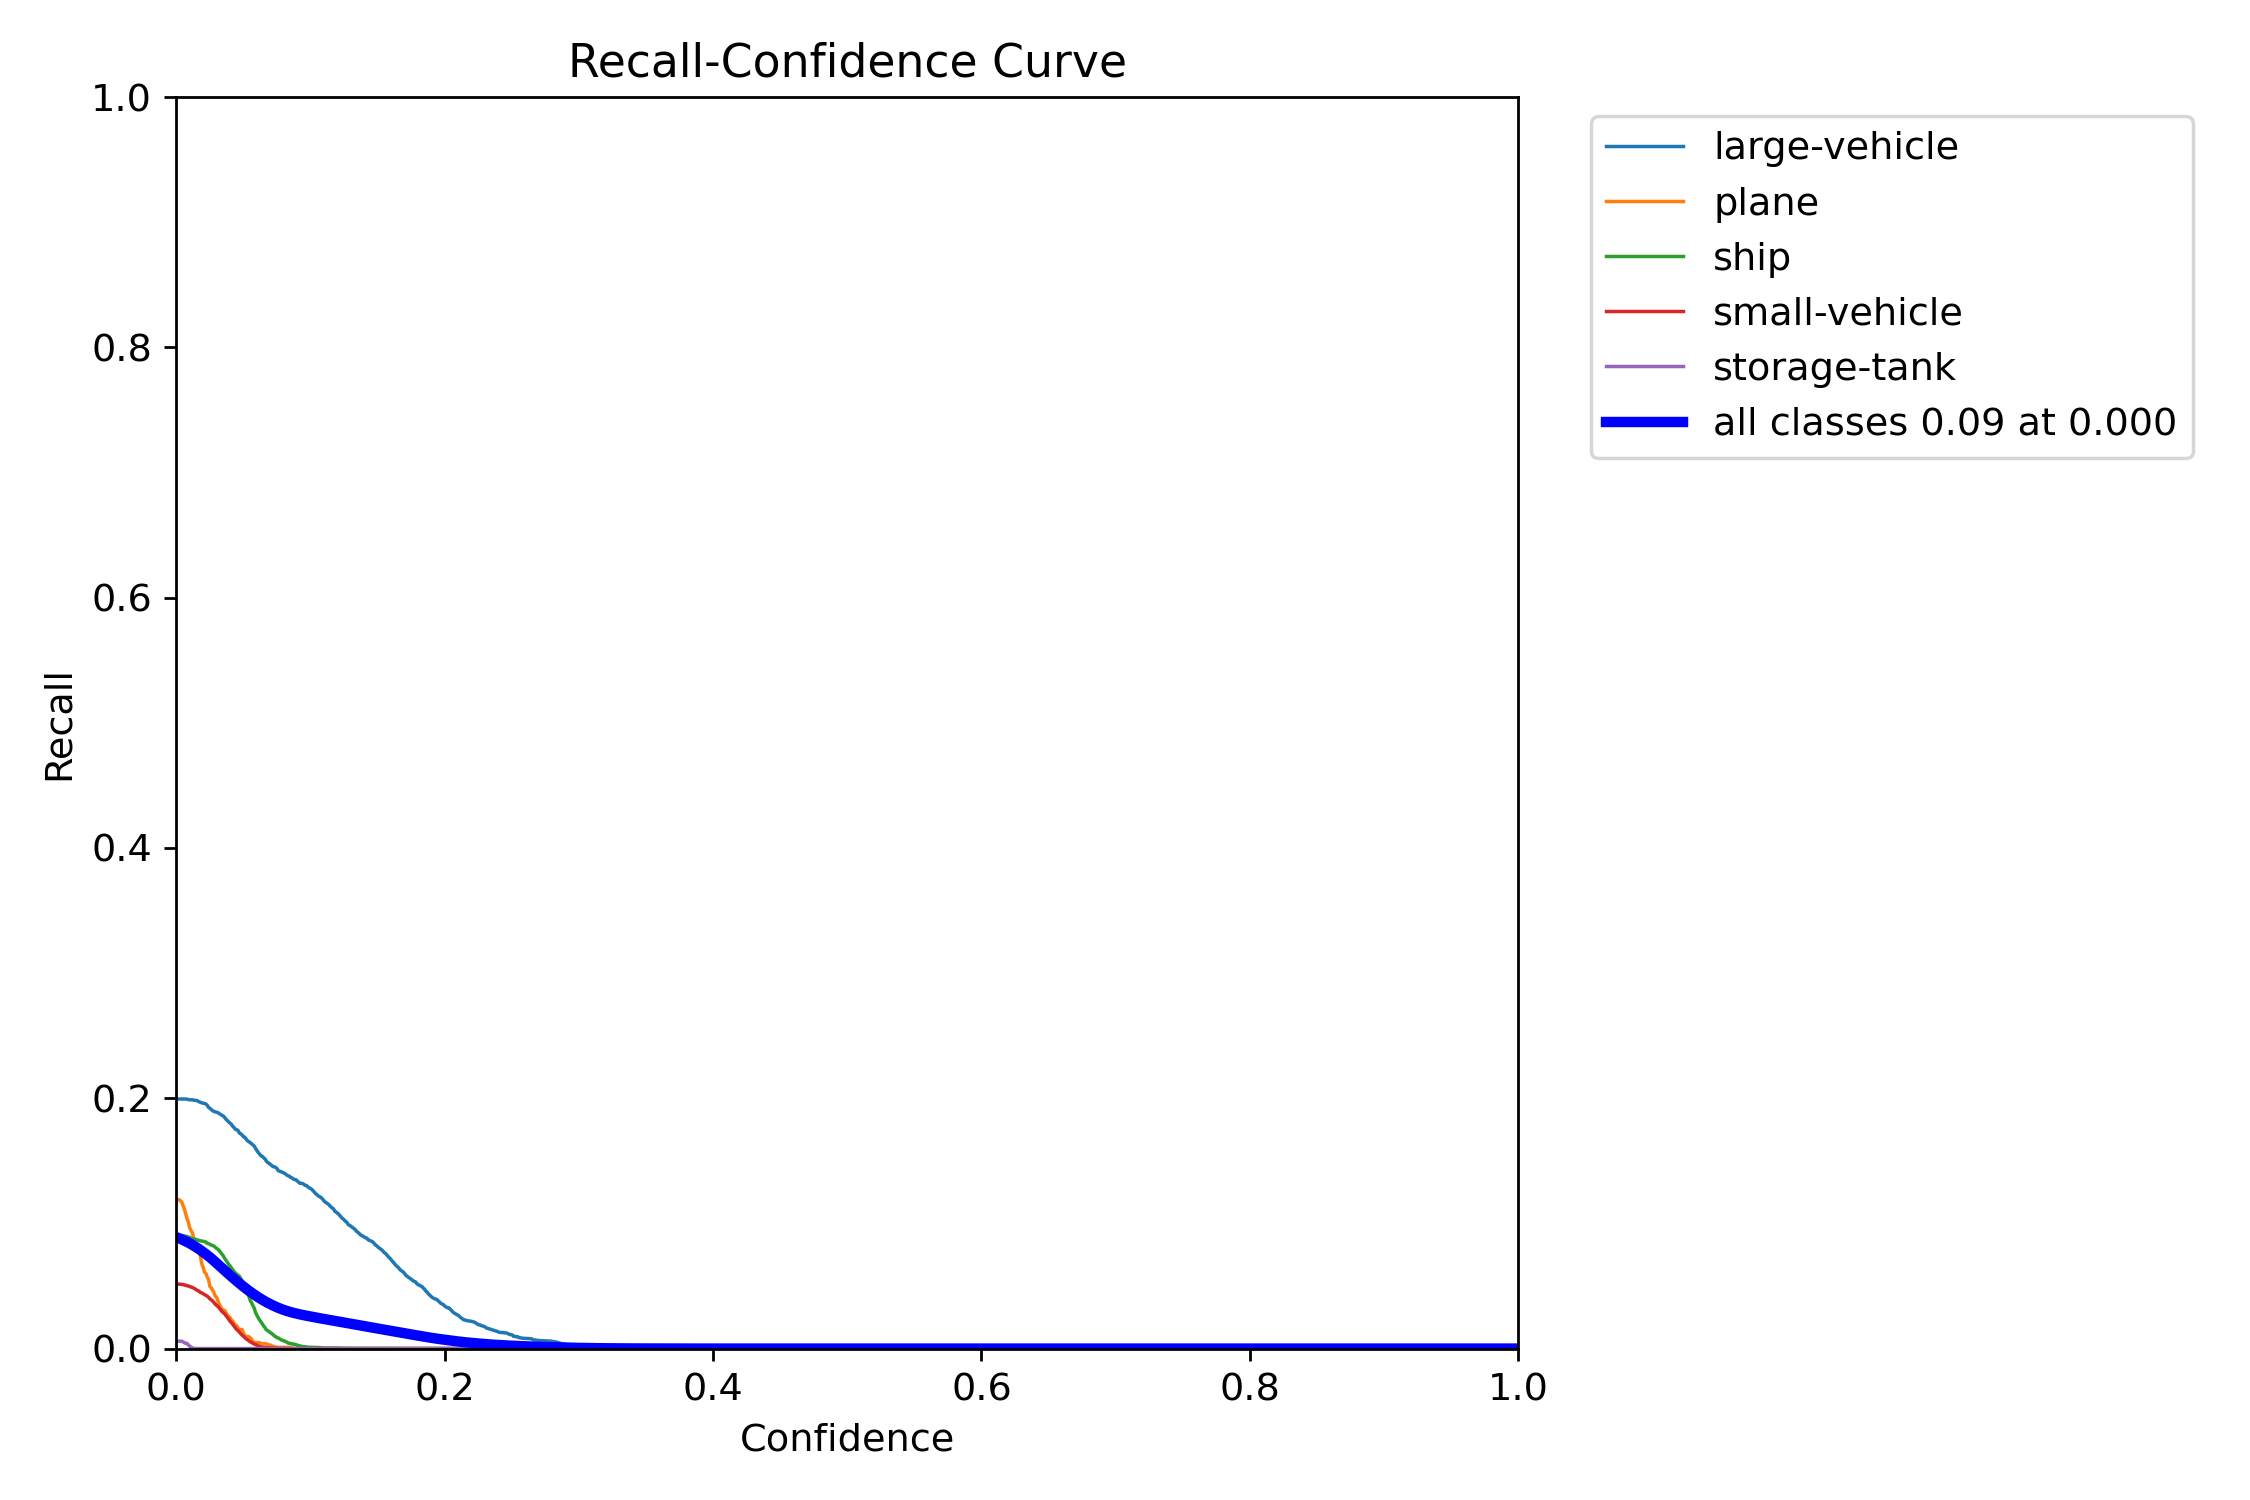 Recall-Confidence Curve
1.0
0.8
0.6
0.4
0.2
0.0
Recall
0.0 0.2 0.4 0.6 0.8 1.0
Confidence
large-vehicle
plane
ship
small-vehicle
storage-tank
all classes 0.09 at 0.000